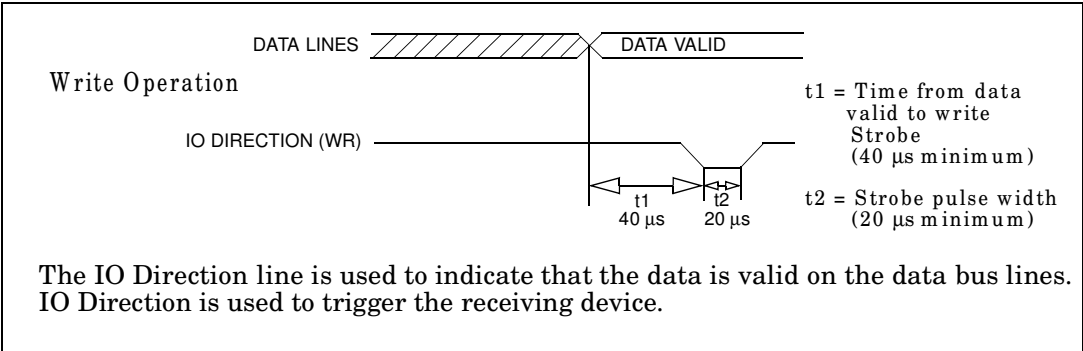 DATA LINES
DATA VALID
Write Operation
t1 = Time from data
valid to write
Strobe
(40 µs minimum)
IO DIRECTION (WR)
t1
40 µs
t2
20 µs
t2 = Strobe pulse width
(20 µs minimum)
The IO Direction line is used to indicate that the data is valid on the data bus lines.
IO Direction is used to trigger the receiving device.